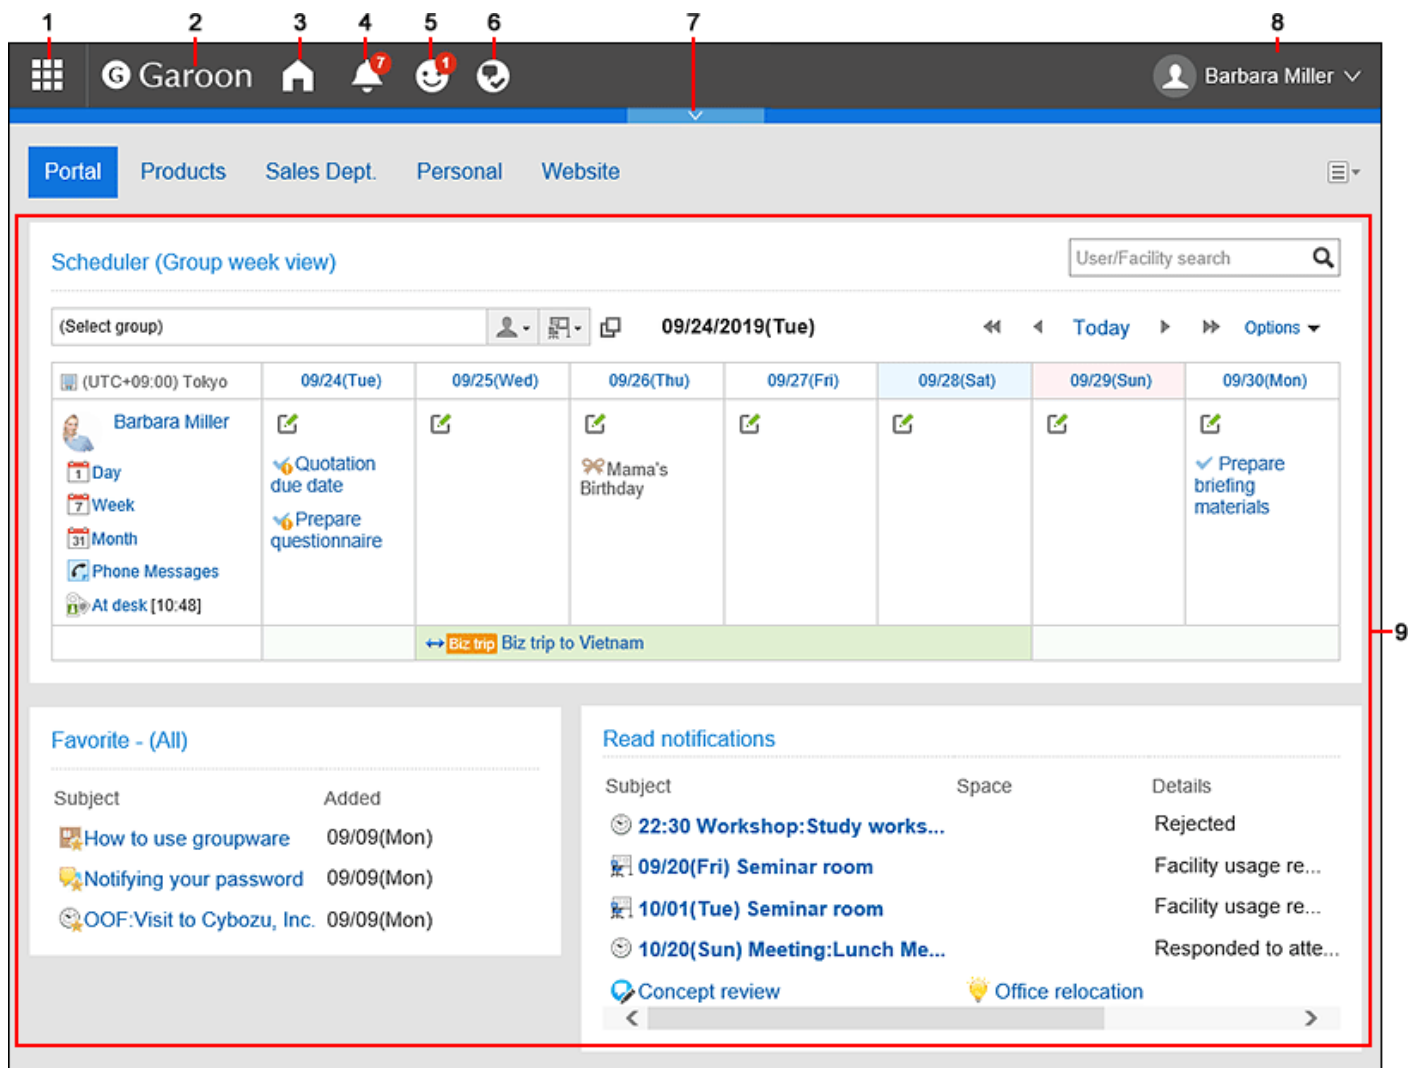 1 2 3 4 5 6 7 8
G Garoon 7 1 Barbara Miller
Portal Products Sales Dept. Personal Website
Scheduler (Group week view) User/Facility search
(Select group) 09/24/2019(Tue) Today Options
(UTC+09:00) Tokyo 09/24(Tue) 09/25(Wed) 09/26(Thu) 09/27(Fri) 09/28(Sat) 09/29(Sun) 09/30(Mon)
Barbara Miller
1 Day
7 Week
31 Month
Phone Messages
At desk [10:48]
Quotation
due date
Prepare
questionnaire
Mama's
Birthday
Prepare
briefing
materials
Biz trip Biz trip to Vietnam
9
Favorite - (All)
Subject Added
How to use groupware 09/09(Mon)
Notifying your password 09/09(Mon)
OOF:Visit to Cybozu, Inc. 09/09(Mon)
Read notifications
Subject Space Details
22:30 Workshop:Study works... Rejected
09/20(Fri) Seminar room Facility usage re...
10/01(Tue) Seminar room Facility usage re...
10/20(Sun) Meeting:Lunch Me... Responded to atte...
Concept review Office relocation